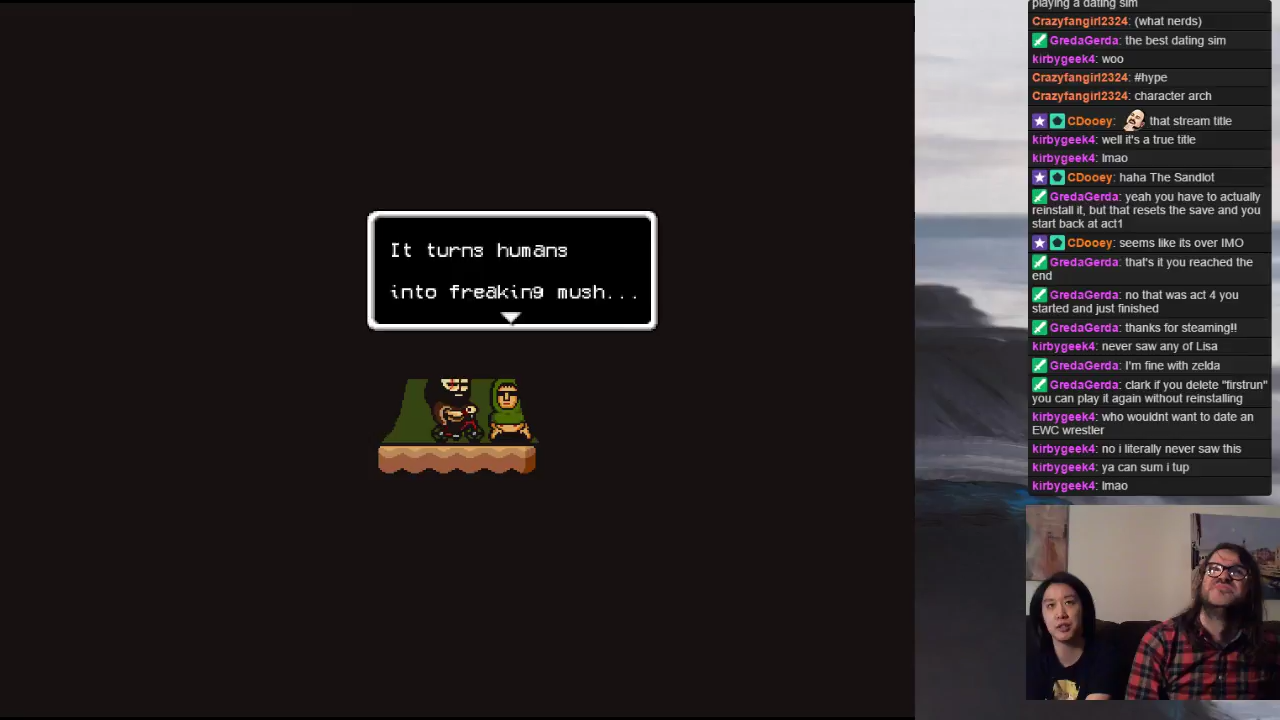 It turns humans
into freaking mush...
playing a dating sim
Crazyfangirl2324: (what nerds)
GredaGerda: the best dating sim
kirbygeek4: woo
Crazyfangirl2324: #hype
Crazyfangirl2324: character arch
CDooey: that stream title
kirbygeek4: well it's a true title
kirbygeek4: lmao
CDooey: haha The Sandlot
GredaGerda: yeah you have to actually
reinstall it, but that resets the save and you
start back at act1
CDooey: seems like its over IMO
GredaGerda: that's it you reached the
end
GredaGerda: no that was act 4 you
started and just finished
GredaGerda: thanks for steaming!!
kirbygeek4: never saw any of Lisa
GredaGerda: I'm fine with zelda
GredaGerda: clark if you delete "firstrun"
you can play it again without reinstalling
kirbygeek4: who wouldnt want to date an
EWC wrestler
kirbygeek4: no i literally never saw this
kirbygeek4: ya can sum i tup
kirbygeek4: lmao